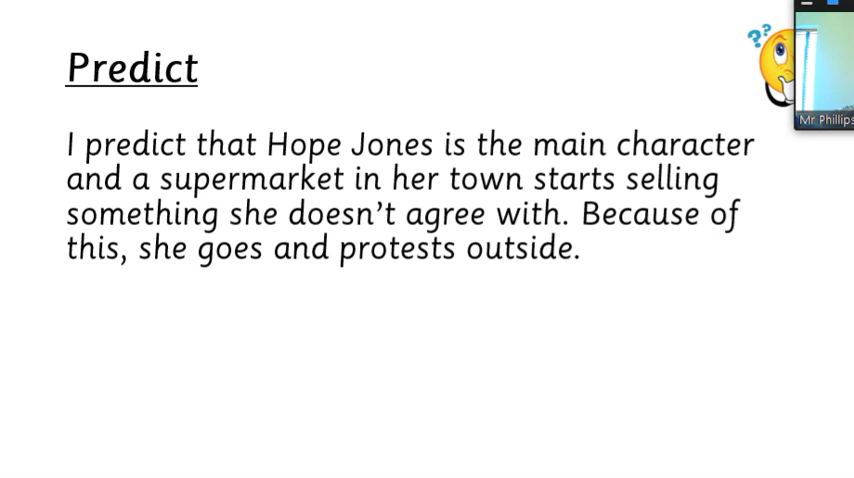 Predict
??
I predict that Hope Jones is the main character
and a supermarket in her town starts selling
something she doesn't agree with. Because of
this, she goes and protests outside.
Mr Phillips